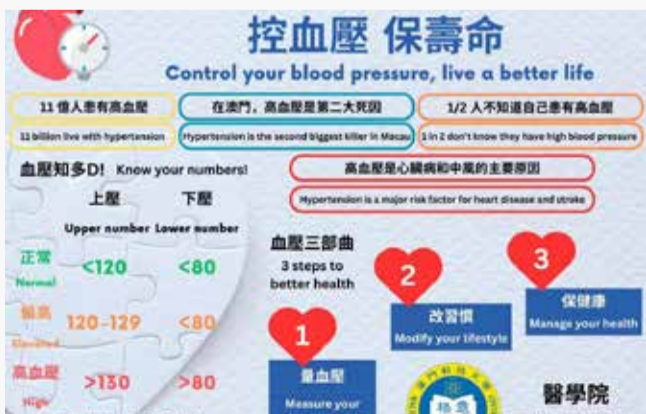 控血壓 保壽命
Control your blood pressure, live a better life
11 億人患有高血壓
在澳門，高血壓是第二大死因
1/2 人不知道自己患有高血壓
11 billion live with hypertension
Hypertension is the second biggest killer in Macau
1 in 2 don't know they have high blood pressure
血壓知多D! Know your numbers!
高血壓是心臟病和中風的主要原因
Hypertension is a major risk factor for heart disease and stroke
上壓 下壓
Upper number Lower number
正常 <120 <80
Normal
偏高 120-129 <80
Elevated
高血壓 >130 >80
High
血壓三部曲
3 steps to
better health
1
量血壓
Measure your
2
改習慣
Modify your lifestyle
3
保健康
Manage your health
醫學院